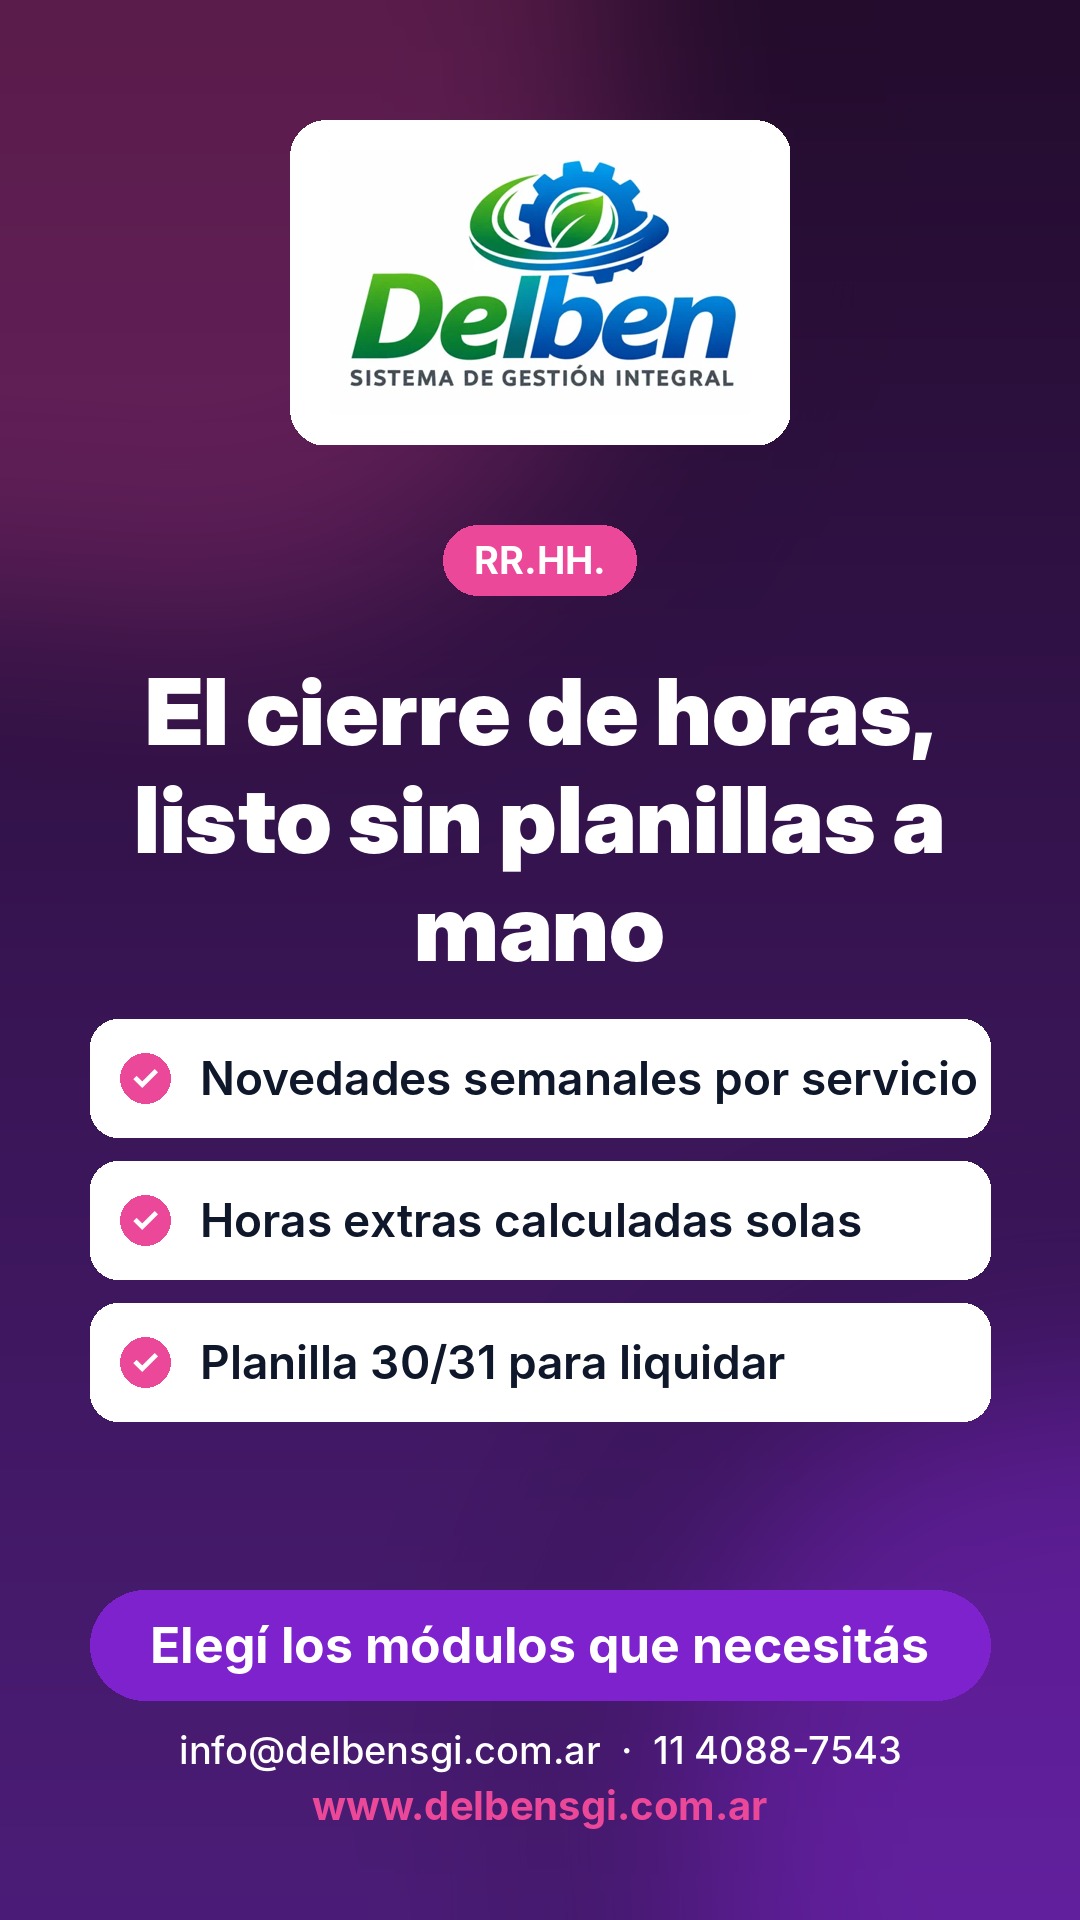 Delben
SISTEMA DE GESTIÓN INTEGRAL
RR.HH.
El cierre de horas,
listo sin planillas a
mano
Novedades semanales por servicio
Horas extras calculadas solas
Planilla 30/31 para liquidar
Elegí los módulos que necesitás
info@delbensgi.com.ar · 11 4088-7543
www.delbensgi.com.ar